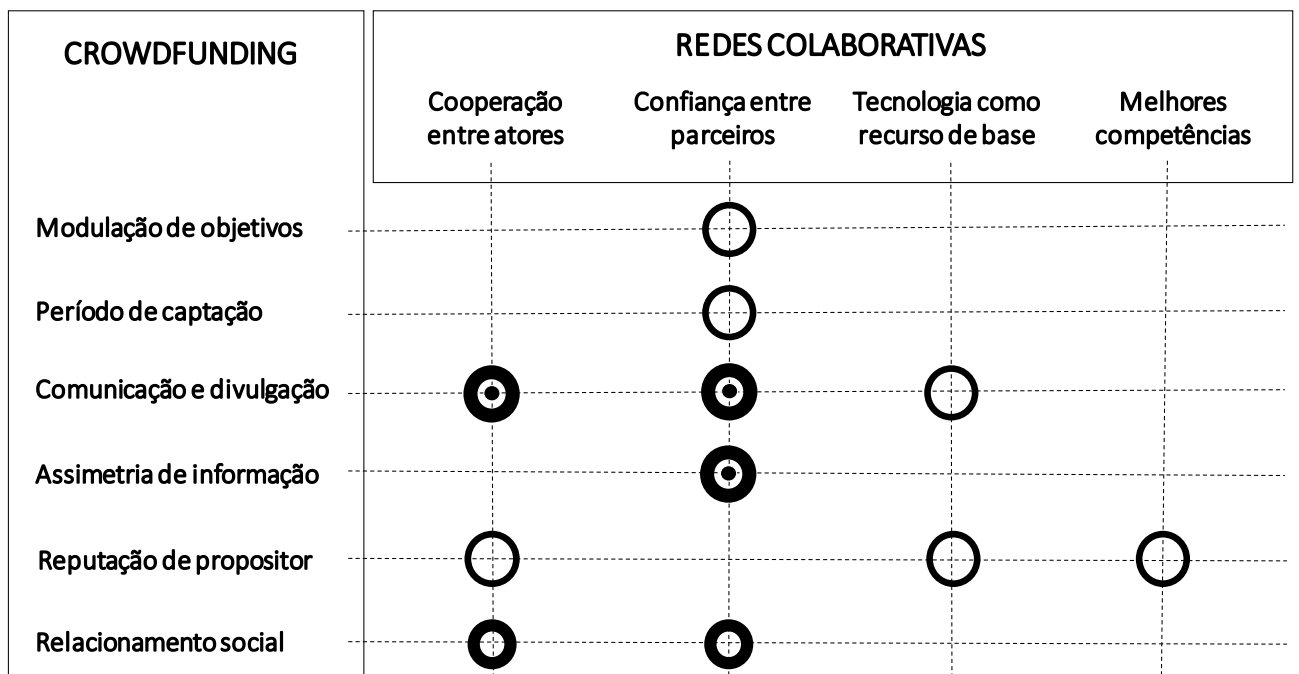 CROWDFUNDING
REDES COLABORATIVAS
Cooperação
entre atores
Confiança entre
parceiros
Tecnologia como
recurso de base
Melhores
competências
Modulação de objetivos
Período de captação
Comunicação e divulgação
Assimetria de informação
Reputação de propositor
Relacionamento social